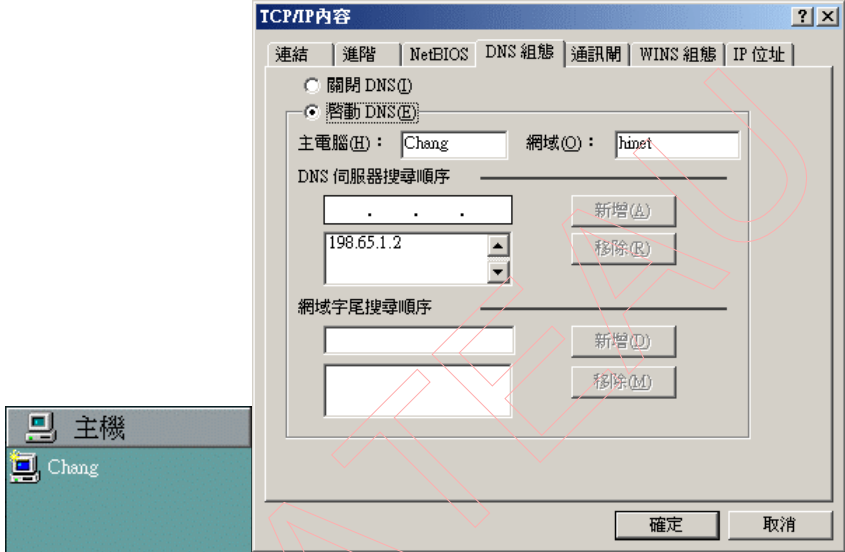 TCP/IP內容
連結 進階 NetBIOS DNS 組態 通訊閘 WINS 組態 IP 位址
關閉 DNS(I)
啓動 DNS(E)
主電腦(H)： Chang 網域(O)： hinet
DNS 伺服器搜尋順序
. . . 新增(A)
198.65.1.2 移除(R)
網域字尾搜尋順序
新增(D)
移除(M)
確定 取消
主機
Chang
TEAU